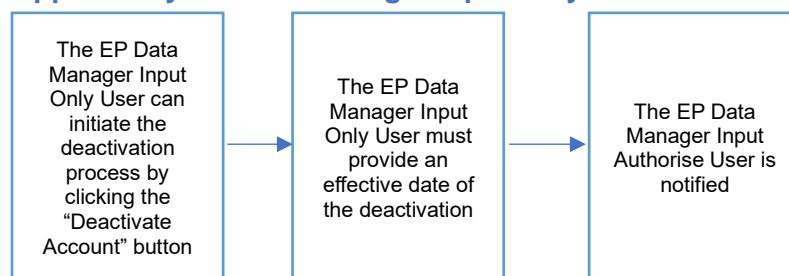 The EP Data
Manager Input
Only User can
initiate the
deactivation
process by
clicking the
“Deactivate
Account” button
The EP Data
Manager Input
Only User must
provide an
effective date of
the deactivation
The EP Data
Manager Input
Authorise User is
notified